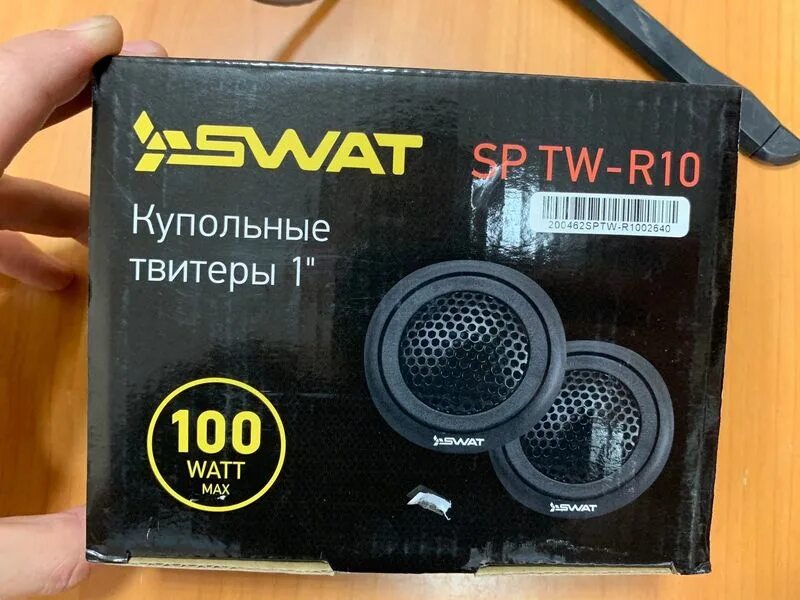 SWAT
SP TW-R10
200462SPTW-R1002640
Купольные
твитеры 1"
100
WATT
MAX
SWAT
SWAT